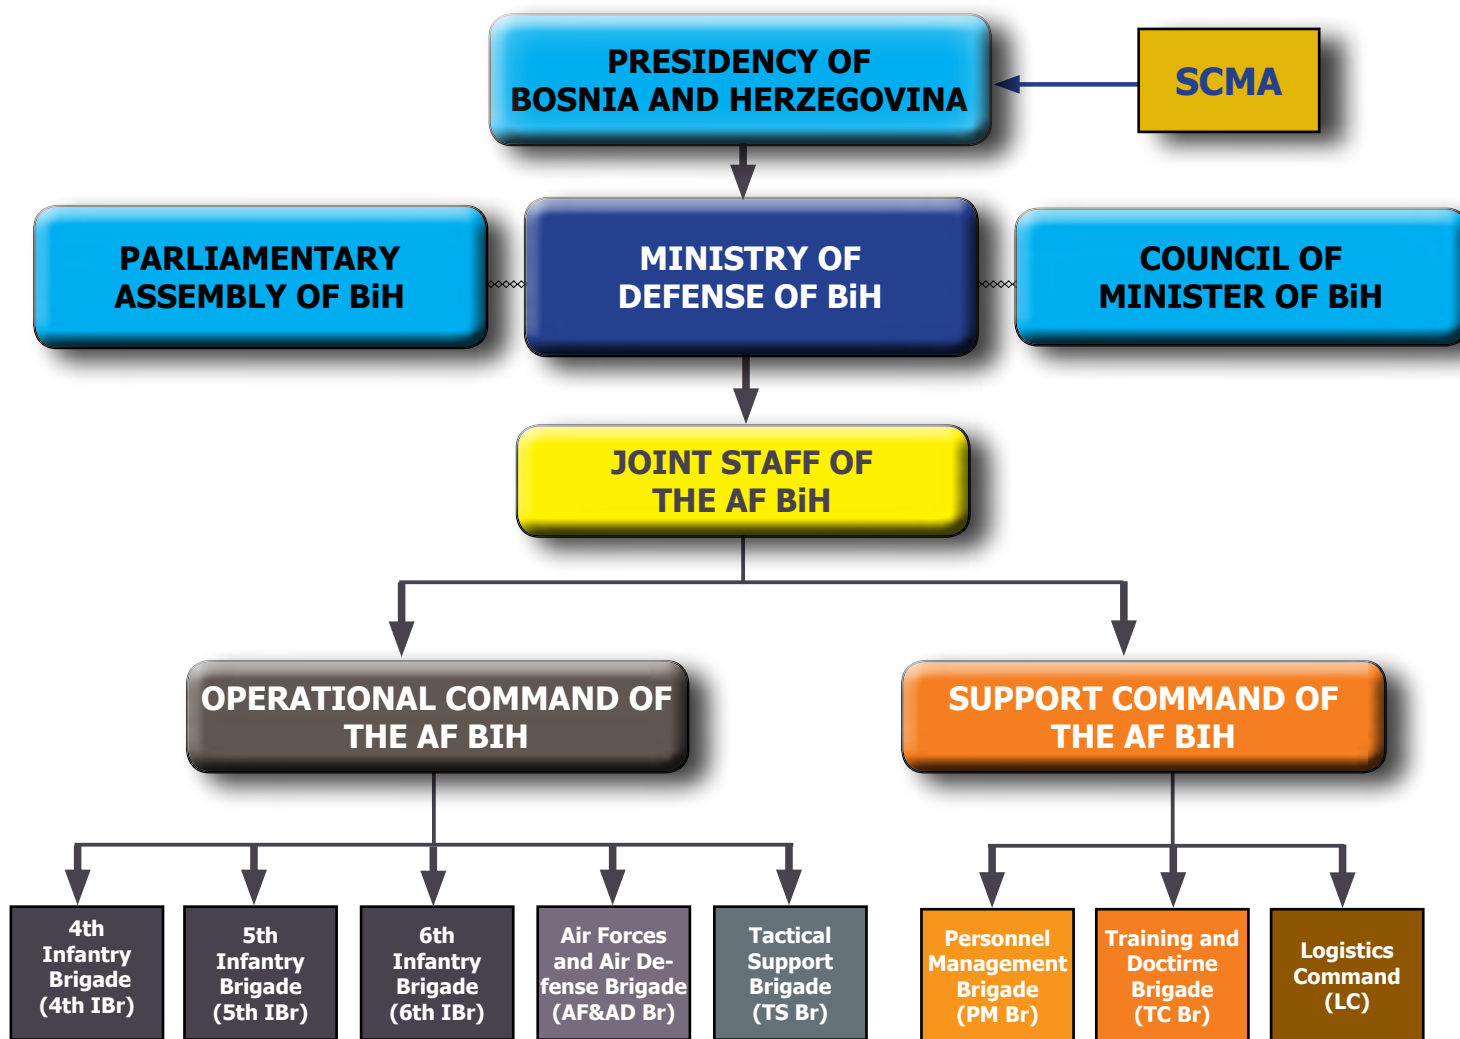 PRESIDENCY OF
BOSNIA AND HERZEGOVINA
SCMA
PARLIAMENTARY
ASSEMBLY OF BiH
MINISTRY OF
DEFENSE OF BiH
COUNCIL OF
MINISTER OF BiH
JOINT STAFF OF
THE AF BiH
OPERATIONAL COMMAND OF
THE AF BIH
SUPPORT COMMAND OF
THE AF BIH
4th
Infantry
Brigade
(4th IBr)
5th
Infantry
Brigade
(5th IBr)
6th
Infantry
Brigade
(6th IBr)
Air Forces
and Air De-
fense Brigade
(AF&AD Br)
Tactical
Support
Brigade
(TS Br)
Personnel
Management
Brigade
(PM Br)
Training and
Doctirne
Brigade
(TC Br)
Logistics
Command
(LC)